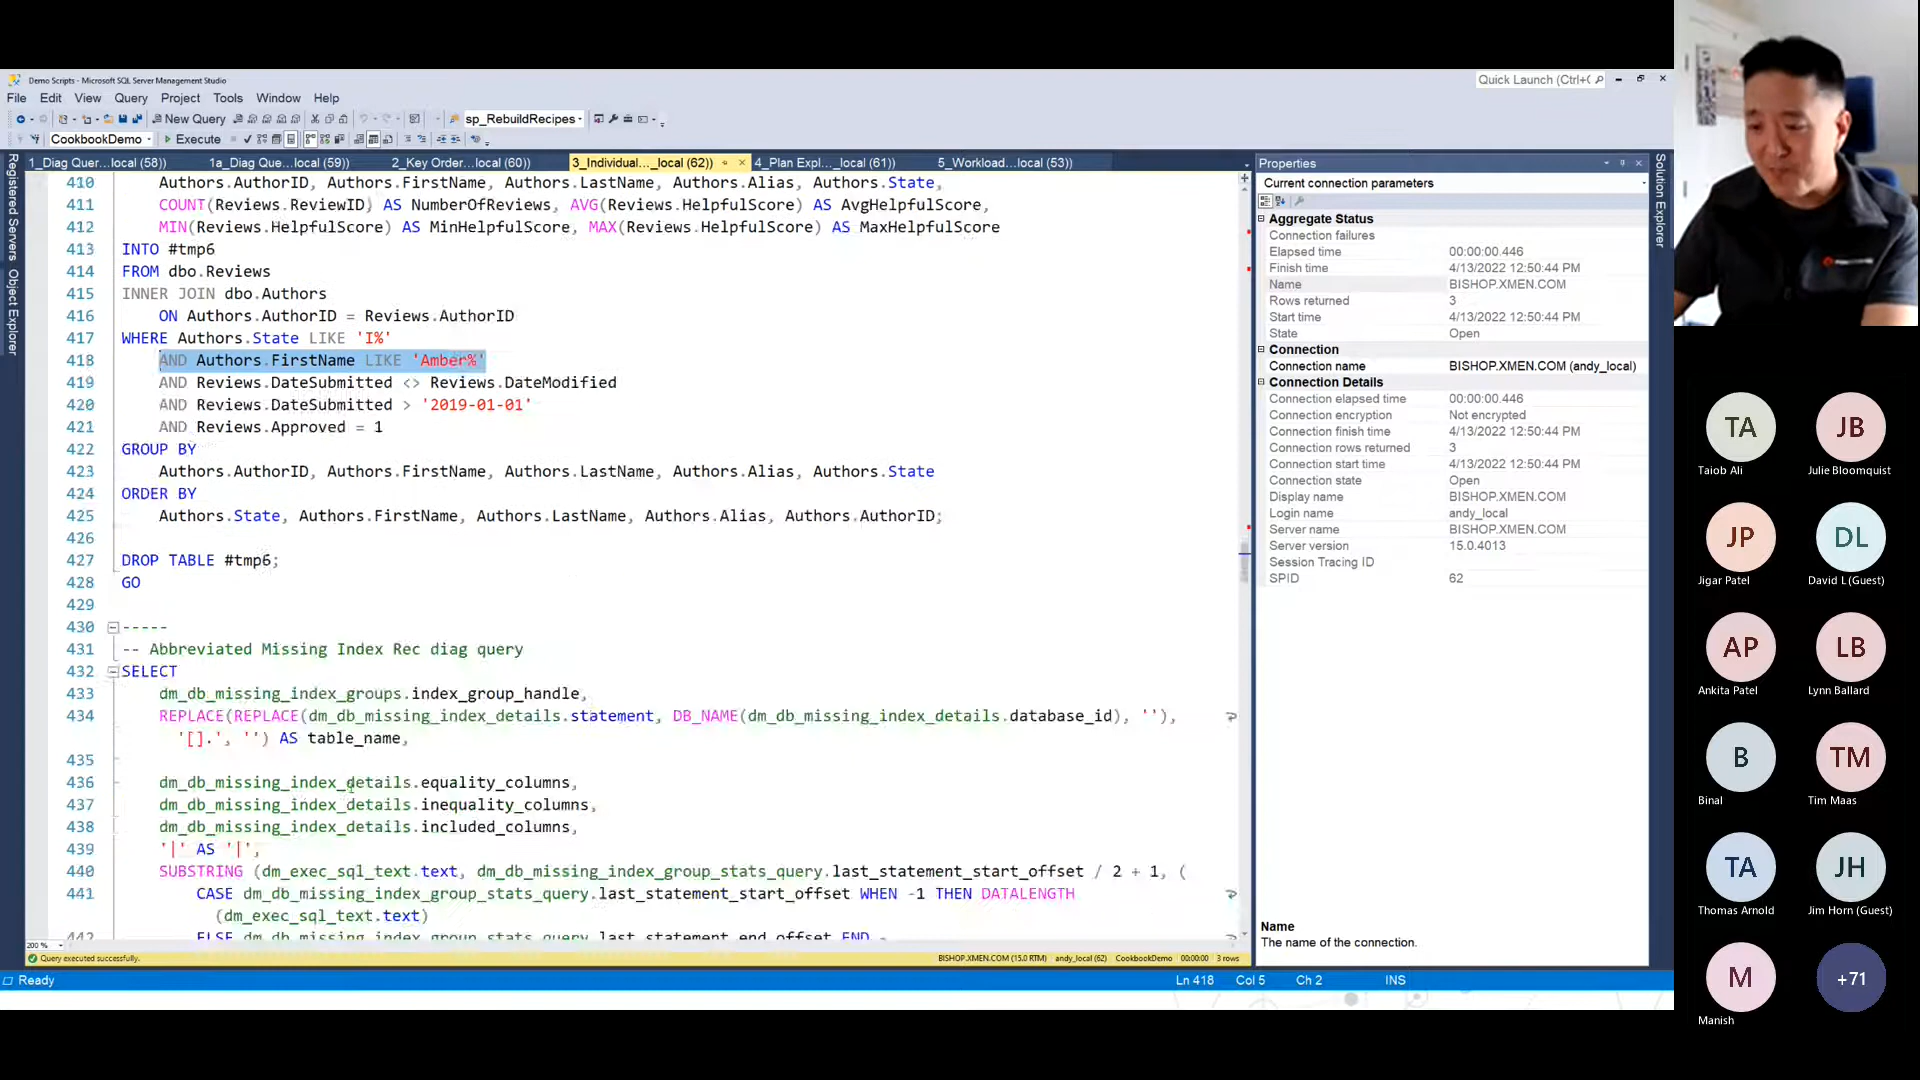 Demo Scripts - Microsoft SQL Server Management Studio
Quick Launch (Ctrl+Q
File Edit View Query Project Tools Window Help
New Query
sp_RebuildRecipes
CookbookDemo
Execute
1_Diag Quer...local (58))
1a_Diag Que...local (59))
2_Key Order...local (60))
3_Individual..._local (62))
4_Plan Expl..._local (61))
5_Workload...local (53))
Registered Servers
Object Explorer
410 Authors.AuthorID, Authors.FirstName, Authors.LastName, Authors.Alias, Authors.State,
411 COUNT(Reviews.ReviewID) AS NumberOfReviews, AVG(Reviews.HelpfulScore) AS AvgHelpfulScore,
412 MIN(Reviews.HelpfulScore) AS MinHelpfulScore, MAX(Reviews.HelpfulScore) AS MaxHelpfulScore
413 INTO #tmp6
414 FROM dbo.Reviews
415 INNER JOIN dbo.Authors
416 ON Authors.AuthorID = Reviews.AuthorID
417 WHERE Authors.State LIKE 'I%'
418 AND Authors.FirstName LIKE 'Amber%'
419 AND Reviews.DateSubmitted <> Reviews.DateModified
420 AND Reviews.DateSubmitted > '2019-01-01'
421 AND Reviews.Approved = 1
422 GROUP BY
423 Authors.AuthorID, Authors.FirstName, Authors.LastName, Authors.Alias, Authors.State
424 ORDER BY
425 Authors.State, Authors.FirstName, Authors.LastName, Authors.Alias, Authors.AuthorID;
426
427 DROP TABLE #tmp6;
428 GO
429
430 -----
431 -- Abbreviated Missing Index Rec diag query
432 SELECT
433 dm_db_missing_index_groups.index_group_handle,
434 REPLACE(REPLACE(dm_db_missing_index_details.statement, DB_NAME(dm_db_missing_index_details.database_id), ''),
'[].', '') AS table_name,
435
436 dm_db_missing_index_details.equality_columns,
437 dm_db_missing_index_details.inequality_columns,
438 dm_db_missing_index_details.included_columns,
439 '|' AS '|',
440 SUBSTRING (dm_exec_sql_text.text, dm_db_missing_index_group_stats_query.last_statement_start_offset / 2 + 1, (
441 CASE dm_db_missing_index_group_stats_query.last_statement_start_offset WHEN -1 THEN DATALENGTH
(dm_exec_sql_text.text)
442 ELSE dm_db_missing_index_group_stats_query.last_statement_end_offset END -
200 %
Query executed successfully.
BISHOP.XMEN.COM (15.0 RTM) andy_local (62) CookbookDemo 00:00:00 3 rows
Ready
Ln 418 Col 5 Ch 2 INS
Properties
Current connection parameters
Aggregate Status
Connection failures
Elapsed time 00:00:00.446
Finish time 4/13/2022 12:50:44 PM
Name BISHOP.XMEN.COM
Rows returned 3
Start time 4/13/2022 12:50:44 PM
State Open
Connection
Connection name BISHOP.XMEN.COM (andy_local)
Connection Details
Connection elapsed time 00:00:00.446
Connection encryption Not encrypted
Connection finish time 4/13/2022 12:50:44 PM
Connection rows returned 3
Connection start time 4/13/2022 12:50:44 PM
Connection state Open
Display name BISHOP.XMEN.COM
Login name andy_local
Server name BISHOP.XMEN.COM
Server version 15.0.4013
Session Tracing ID
SPID 62
Name
The name of the connection.
Solution Explorer
TA JB
Taiob Ali Julie Bloomquist
JP DL
Jigar Patel David L (Guest)
AP LB
Ankita Patel Lynn Ballard
B TM
Binal Tim Maas
TA JH
Thomas Arnold Jim Horn (Guest)
M +71
Manish